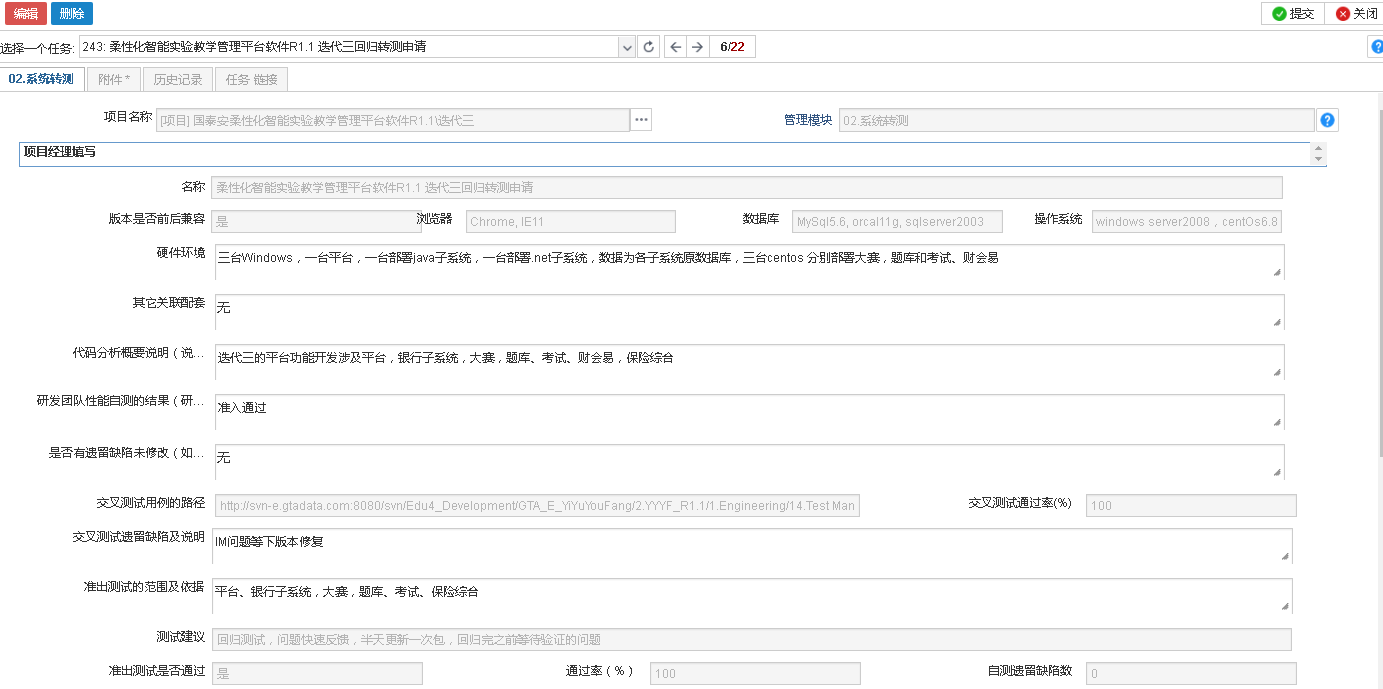 编辑 删除 提交 关闭
选择一个任务: 243: 柔性化智能实验教学管理平台软件R1.1 迭代三回归转测申请 6/22 ?
02.系统转测 附件* 历史记录 任务 链接
项目名称 [项目] 国泰安柔性化智能实验教学管理平台软件R1.1\迭代三 ... 管理模块 02.系统转测 ?
项目经理填写
名称 柔性化智能实验教学管理平台软件R1.1 迭代三回归转测申请
版本是否前后兼容 是 浏览器 Chrome, IE11 数据库 MySql5.6, orcal11g, sqlserver2003 操作系统 windows server2008，centOs6.8
硬件环境 三台Windows，一台平台，一台部署java子系统，一台部署.net子系统，数据为各子系统原数据库，三台centos 分别部署大赛，题库和考试、财会易
其它关联配套 无
代码分析概要说明（说... 迭代三的平台功能开发涉及平台，银行子系统，大赛，题库、考试、财会易，保险综合
研发团队性能自测的结果（研... 准入通过
是否有遗留缺陷未修改（如... 无
交叉测试用例的路径 http://svn-e.gtadata.com:8080/svn/Edu4_Development/GTA_E_YiYuYouFang/2.YYYF_R1.1/1.Engineering/14.Test Man 交叉测试通过率(%) 100
交叉测试遗留缺陷及说明 IM问题等下版本修复
准出测试的范围及依据 平台、银行子系统，大赛，题库、考试、保险综合
测试建议 回归测试，问题快速反馈，半天更新一次包，回归完之前等待验证的问题
准出测试是否通过 是 通过率（%） 100 自测遗留缺陷数 0